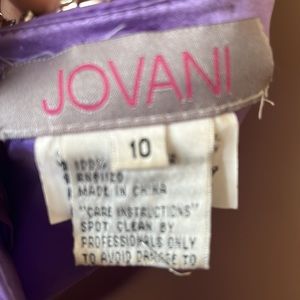 JOVANI
10
100%
MADE IN CHINA
"CARE INSTRUCTIONS"
SPOT CLEAN BY
PROFESSIONALS ONLY
TO AVOID DAMAGE TO